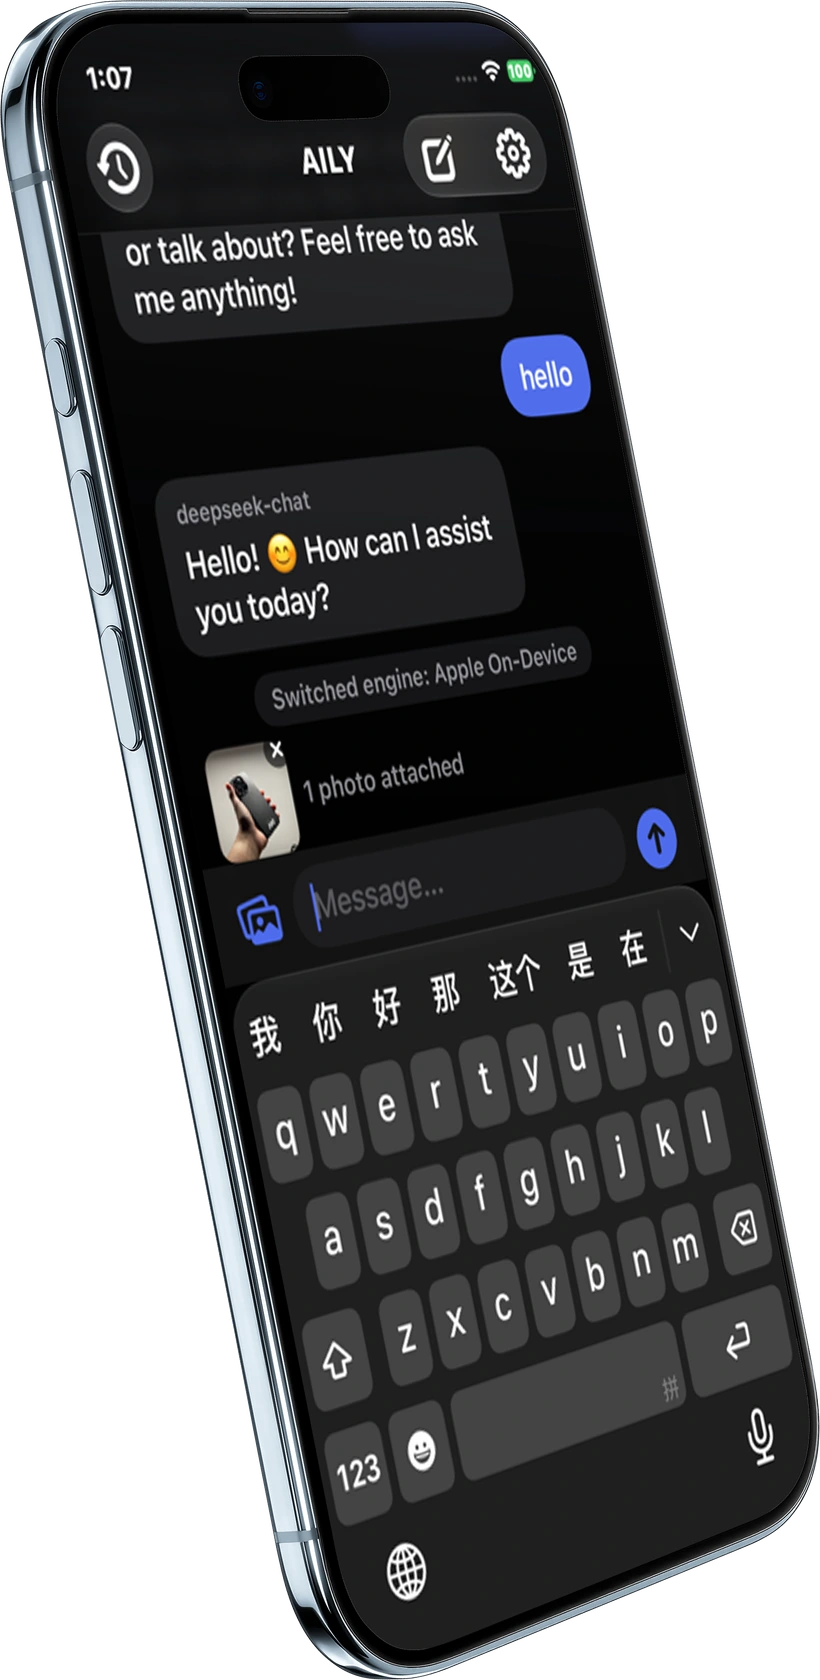 1:07
100
AILY
or talk about? Feel free to ask
me anything!
hello
deepseek-chat
Hello! 😊 How can I assist
you today?
Switched engine: Apple On-Device
1 photo attached
Message...
我 你 好 那 这个 是 在
q w e r t y u i o p
a s d f g h j k l
z x c v b n m
拼
123